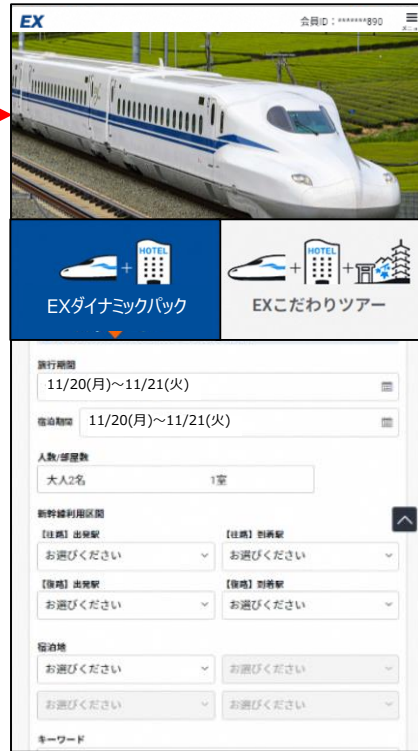 EX 会員ID：*******890
メニュー
HOTEL HOTEL
EXダイナミックパック EXこだわりツアー
旅行期間
11/20(月)～11/21(火)
宿泊期間 11/20(月)～11/21(火)
人数/部屋数
大人2名 1室
新幹線利用区間
【往路】出発駅 【往路】到着駅
お選びください お選びください
【復路】出発駅 【復路】到着駅
お選びください お選びください
宿泊地
お選びください お選びください
お選びください お選びください
キーワード